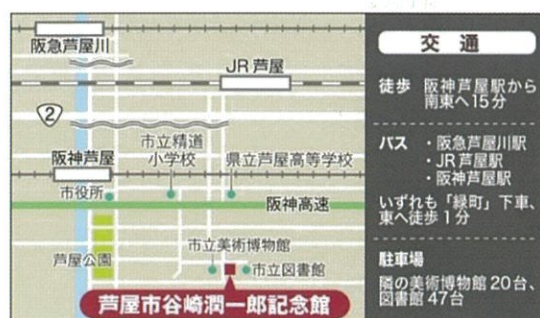 阪急芦屋川
JR 芦屋
2
市立精道
小学校
阪神芦屋
県立芦屋高等学校
市役所
阪神高速
芦屋公園
市立美術博物館
市立図書館
芦屋市谷崎潤一郎記念館
交 通
徒歩 阪神芦屋駅から
南東へ15分
バス ・阪急芦屋川駅
・JR芦屋駅
・阪神芦屋駅
いずれも「緑町」下車、
東へ徒歩1分
駐車場
隣の美術博物館20台、
図書館 47台